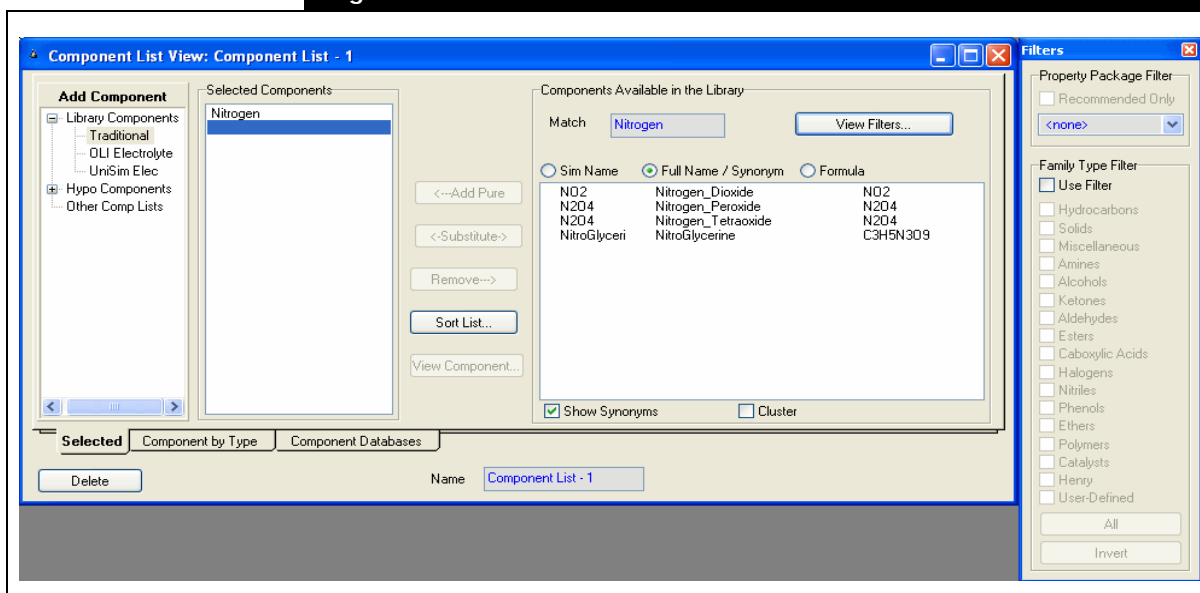 Component List View: Component List - 1
Add Component
Library Components
Traditional
OLI Electrolyte
UniSim Elec
Hypo Components
Other Comp Lists
Selected Components
Nitrogen
<---Add Pure
<-Substitute->
Remove--->
Sort List...
View Component...
Components Available in the Library
Match Nitrogen View Filters...
Sim Name Full Name / Synonym Formula
NO2 Nitrogen_Dioxide NO2
N2O4 Nitrogen_Peroxide N2O4
N2O4 Nitrogen_Tetraoxide N2O4
NitroGlyceri NitroGlycerine C3H5N3O9
Show Synonyms Cluster
Selected Component by Type Component Databases
Delete Name Component List - 1
Filters
Property Package Filter
Recommended Only
<none>
Family Type Filter
Use Filter
Hydrocarbons
Solids
Miscellaneous
Amines
Alcohols
Ketones
Aldehydes
Esters
Caboxylic Acids
Halogens
Nitriles
Phenols
Ethers
Polymers
Catalysts
Henry
User-Defined
All
Invert